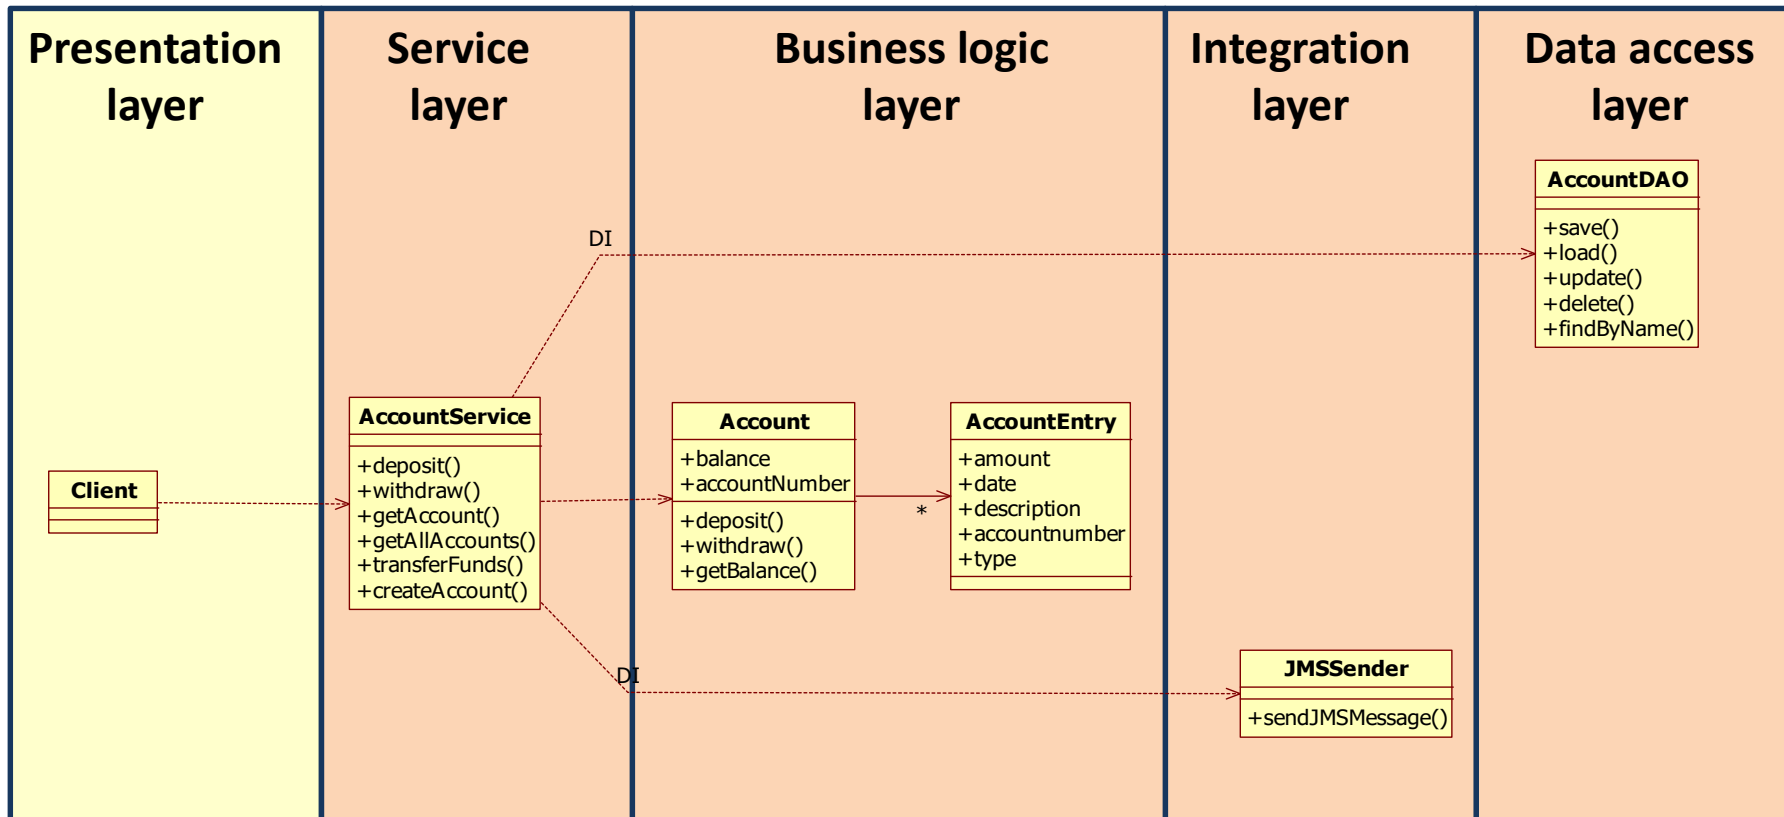 Presentation
layer
Service
layer
Business logic
layer
Integration
layer
Data access
layer
AccountDAO
+save()
+load()
+update()
+delete()
+findByName()
DI
AccountService
+deposit()
+withdraw()
+getAccount()
+getAllAccounts()
+transferFunds()
+createAccount()
Account
+balance
+accountNumber
+deposit()
+withdraw()
+getBalance()
*
AccountEntry
+amount
+date
+description
+accountnumber
+type
Client
DI
JMSSender
+sendJMSMessage()